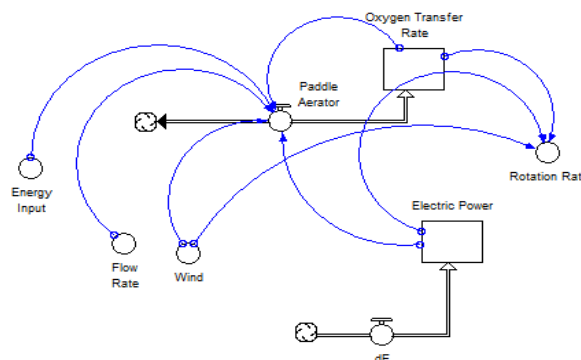 Oxygen Transfer
Rate
Paddle
Aerator
Energy
Input
Rotation Rat
Electric Power
Flow
Rate
Wind